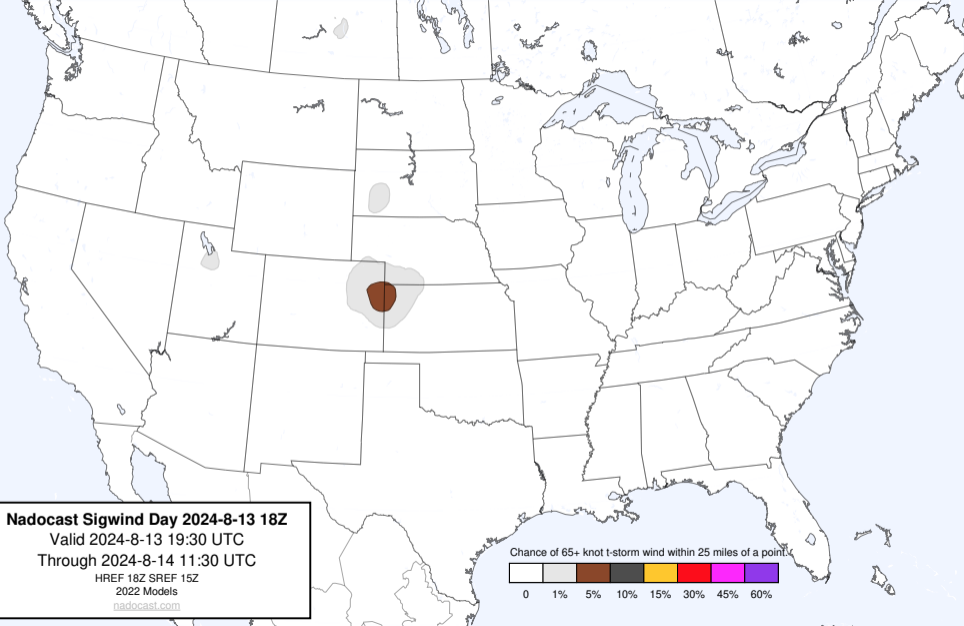 Nadocast Sigwind Day 2024-8-13 18Z
Valid 2024-8-13 19:30 UTC
Through 2024-8-14 11:30 UTC
HREF 18Z SREF 15Z
2022 Models
nadocast.com
Chance of 65+ knot t-storm wind within 25 miles of a point.
0 1% 5% 10% 15% 30% 45% 60%